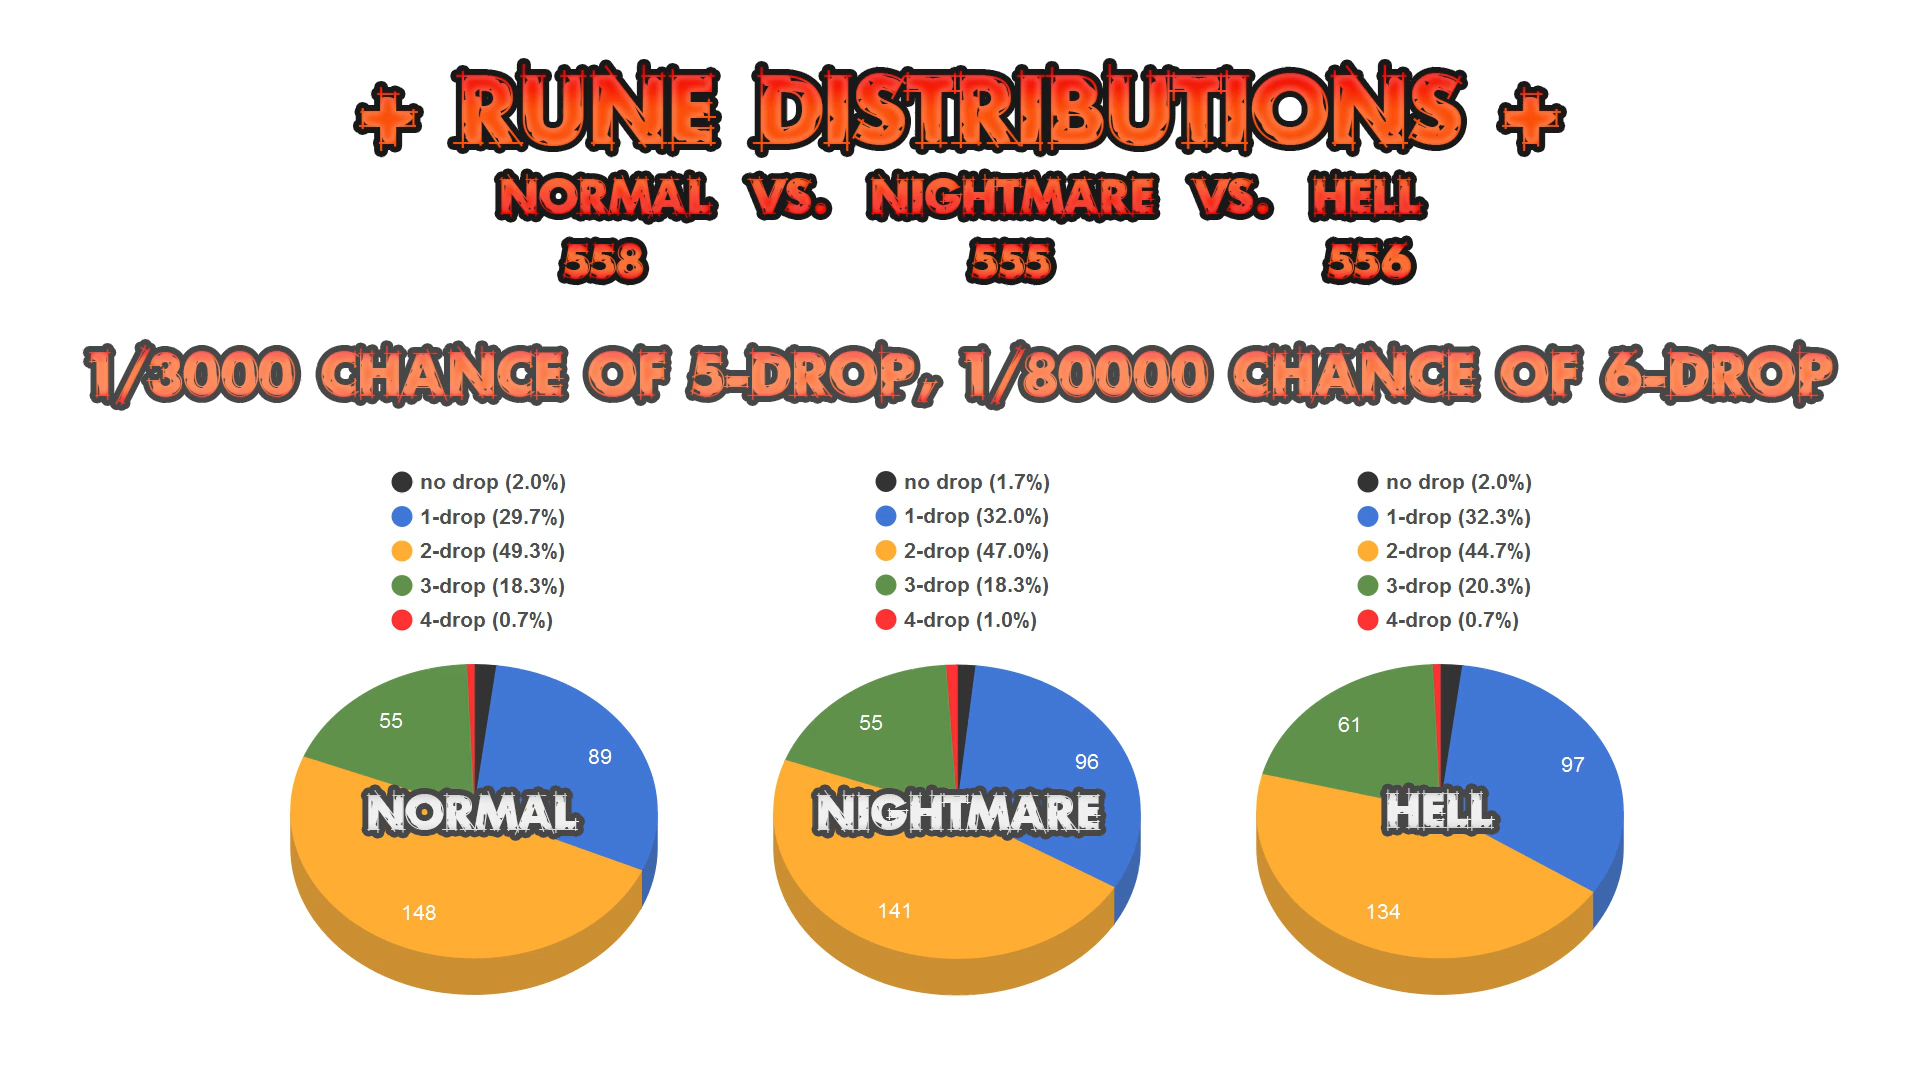 + RUNE DISTRIBUTIONS +
NORMAL VS. NIGHTMARE VS. HELL
558 555 556
1/3000 CHANCE OF 5-DROP, 1/80000 CHANCE OF 6-DROP
no drop (2.0%)
1-drop (29.7%)
2-drop (49.3%)
3-drop (18.3%)
4-drop (0.7%)
55
89
NORMAL
148
no drop (1.7%)
1-drop (32.0%)
2-drop (47.0%)
3-drop (18.3%)
4-drop (1.0%)
55
96
NIGHTMARE
141
no drop (2.0%)
1-drop (32.3%)
2-drop (44.7%)
3-drop (20.3%)
4-drop (0.7%)
61
97
HELL
134